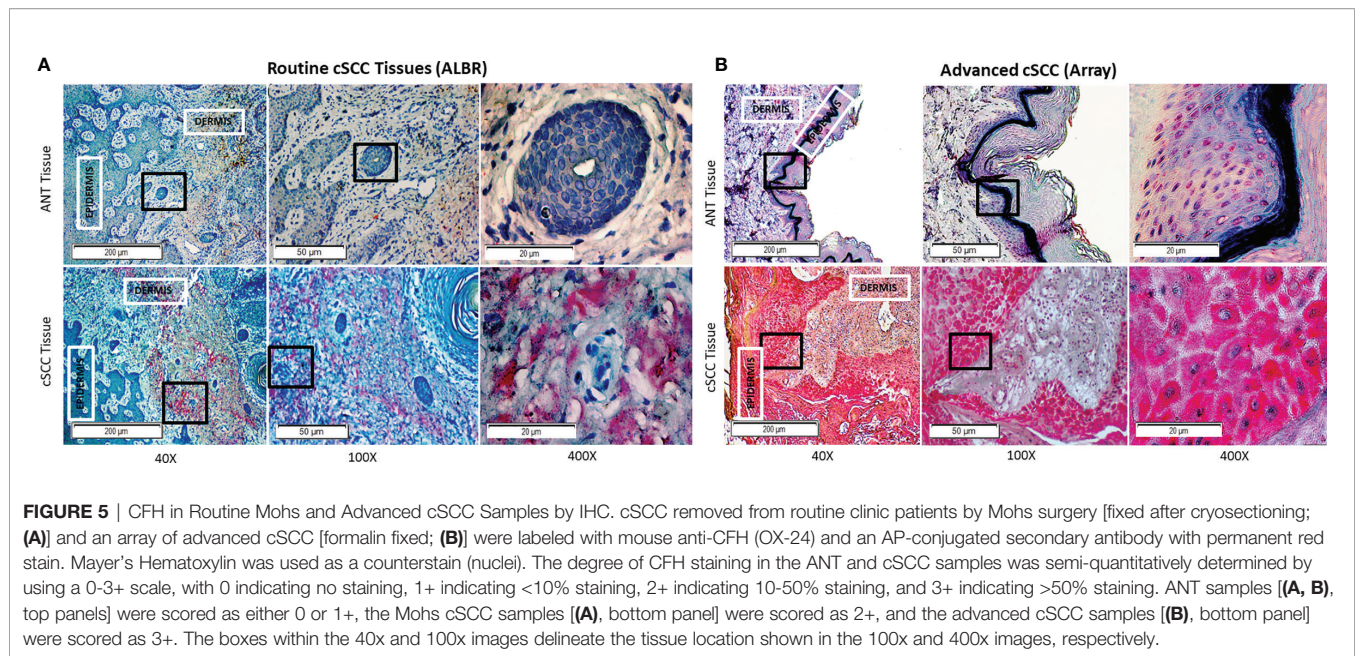 A
Routine cSCC Tissues (ALBR)
ANT Tissue
DERMIS
EPIDERMIS
200 µm
50 µm
20 µm
cSCC Tissue
DERMIS
EPIDERMIS
200 µm
50 µm
20 µm
40X
100X
400X
B
Advanced cSCC (Array)
ANT Tissue
DERMIS
EPIDERMIS
200 µm
50 µm
20 µm
cSCC Tissue
DERMIS
EPIDERMIS
200 µm
50 µm
20 µm
40X
100X
400X
FIGURE 5 | CFH in Routine Mohs and Advanced cSCC Samples by IHC. cSCC removed from routine clinic patients by Mohs surgery [fixed after cryosectioning;
(A)] and an array of advanced cSCC [formalin fixed; (B)] were labeled with mouse anti-CFH (OX-24) and an AP-conjugated secondary antibody with permanent red
stain. Mayer's Hematoxylin was used as a counterstain (nuclei). The degree of CFH staining in the ANT and cSCC samples was semi-quantitatively determined by
using a 0-3+ scale, with 0 indicating no staining, 1+ indicating <10% staining, 2+ indicating 10-50% staining, and 3+ indicating >50% staining. ANT samples [(A, B),
top panels] were scored as either 0 or 1+, the Mohs cSCC samples [(A), bottom panel] were scored as 2+, and the advanced cSCC samples [(B), bottom panel]
were scored as 3+. The boxes within the 40x and 100x images delineate the tissue location shown in the 100x and 400x images, respectively.